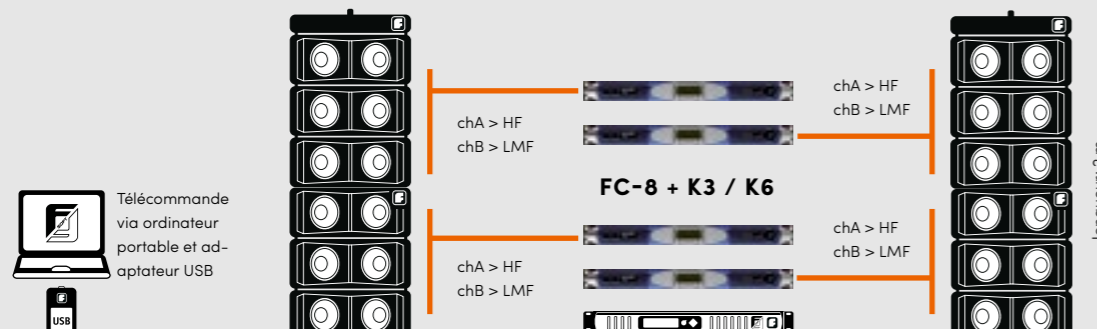 chA > HF
chB > LMF
chA > HF
chB > LMF
FC-8 + K3 / K6
Télécommande
via ordinateur
portable et ad-
aptateur USB
chA > HF
chB > LMF
chA > HF
chB > LMF
USB